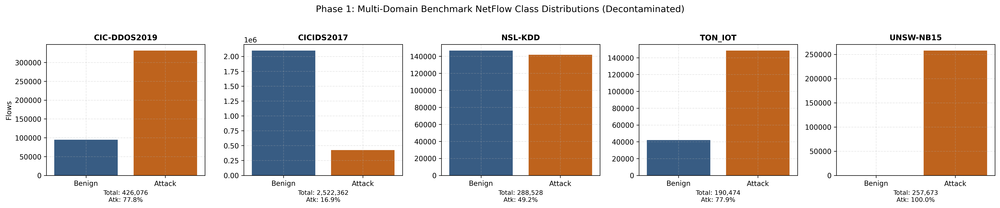 Phase 1: Multi-Domain Benchmark NetFlow Class Distributions (Decontaminated)
CIC-DDOS2019
Flows
300000
250000
200000
150000
100000
50000
0
Benign
Attack
Total: 426,076
Atk: 77.8%
CICIDS2017
1e6
2.00
1.75
1.50
1.25
1.00
0.75
0.50
0.25
0.00
Benign
Attack
Total: 2,522,362
Atk: 16.9%
NSL-KDD
140000
120000
100000
80000
60000
40000
20000
0
Benign
Attack
Total: 288,528
Atk: 49.2%
TON_IOT
140000
120000
100000
80000
60000
40000
20000
0
Benign
Attack
Total: 190,474
Atk: 77.9%
UNSW-NB15
250000
200000
150000
100000
50000
0
Benign
Attack
Total: 257,673
Atk: 100.0%